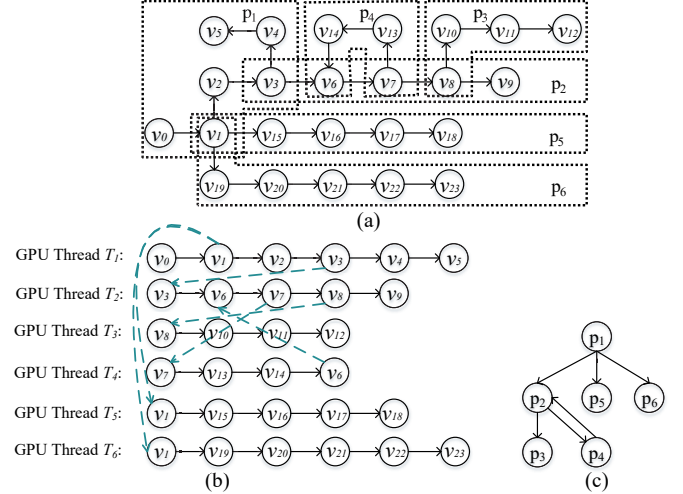 p1 p4 p3
v5 v4 v14 v13 v10 v11 v12
v2 v3 v6 v7 v8 v9
p2
v0 v1 v15 v16 v17 v18 p5
v19 v20 v21 v22 v23 p6
(a)
GPU Thread T1: v0 v1 v2 v3 v4 v5
GPU Thread T2: v3 v6 v7 v8 v9
GPU Thread T3: v8 v10 v11 v12
GPU Thread T4: v7 v13 v14 v6
GPU Thread T5: v1 v15 v16 v17 v18
GPU Thread T6: v1 v19 v20 v21 v22 v23
(b)
p1
p2 p5 p6
p3 p4
(c)